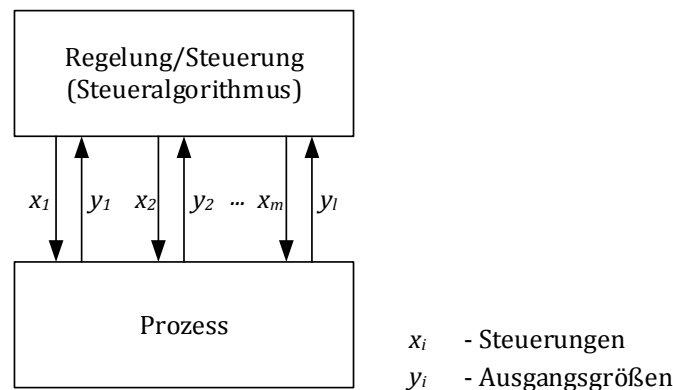 Regelung/Steuerung
(Steueralgorithmus)
x₁ y₁ x₂ y₂ ... xₘ yₗ
Prozess
xᵢ - Steuerungen
yᵢ - Ausgangsgrößen